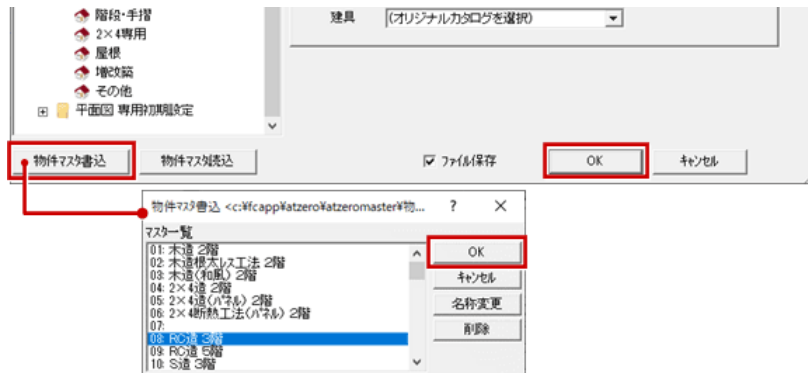 階段・手摺
2×4専用
屋根
増改築
その他
平面図 専用初期設定
建具 (オリジナルカタログを選択)
物件マスタ書込 物件マスタ読込 ファイル保存 OK キャンセル
物件マスタ書込 <c:¥fcapp¥atzero¥atzeromaster¥物... ? ×
マスター覧
01: 木造 2階
02: 木造根太レス工法 2階
03: 木造(和風) 2階
04: 2×4造 2階
05: 2×4造(パネル) 2階
06: 2×4断熱工法(パネル) 2階
07:
08: RC造 3階
09: RC造 5階
10: S造 3階
OK
キャンセル
名称変更
削除